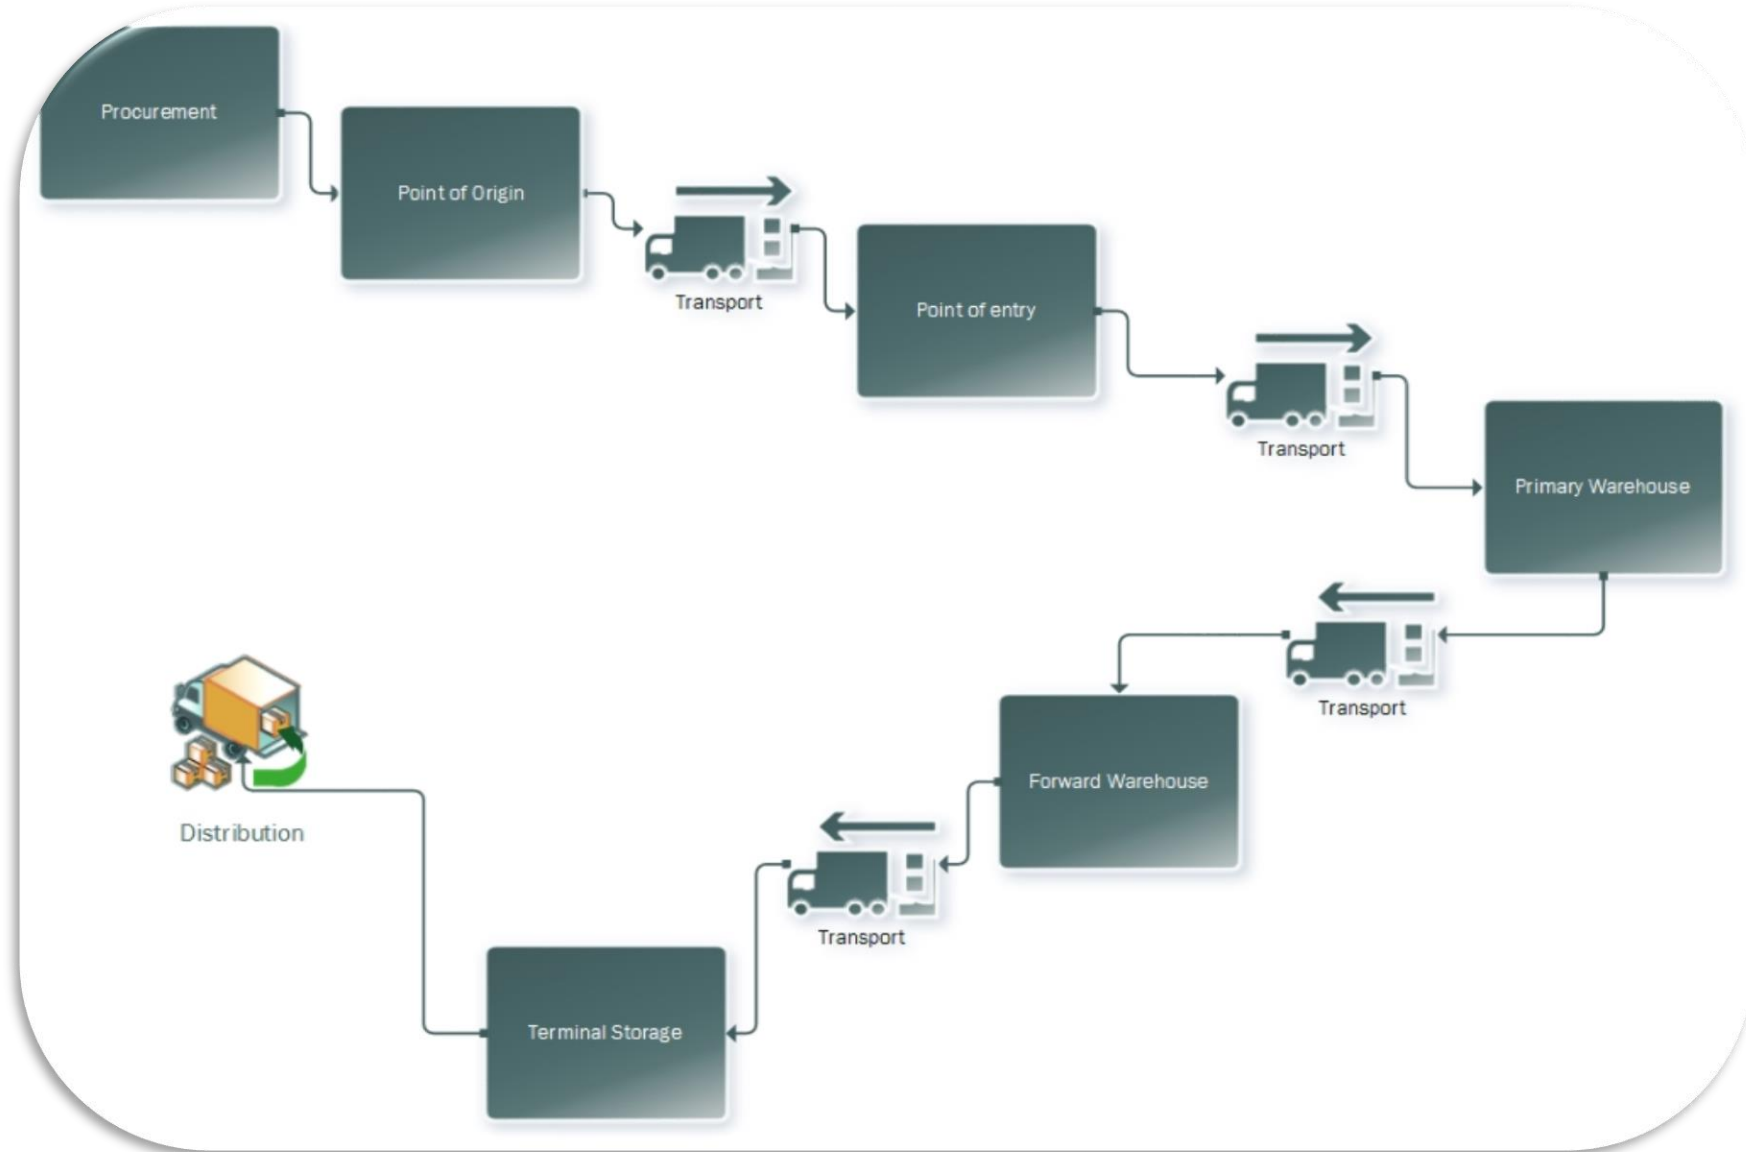 Procurement
Point of Origin
Transport
Point of entry
Transport
Primary Warehouse
Transport
Forward Warehouse
Transport
Terminal Storage
Distribution